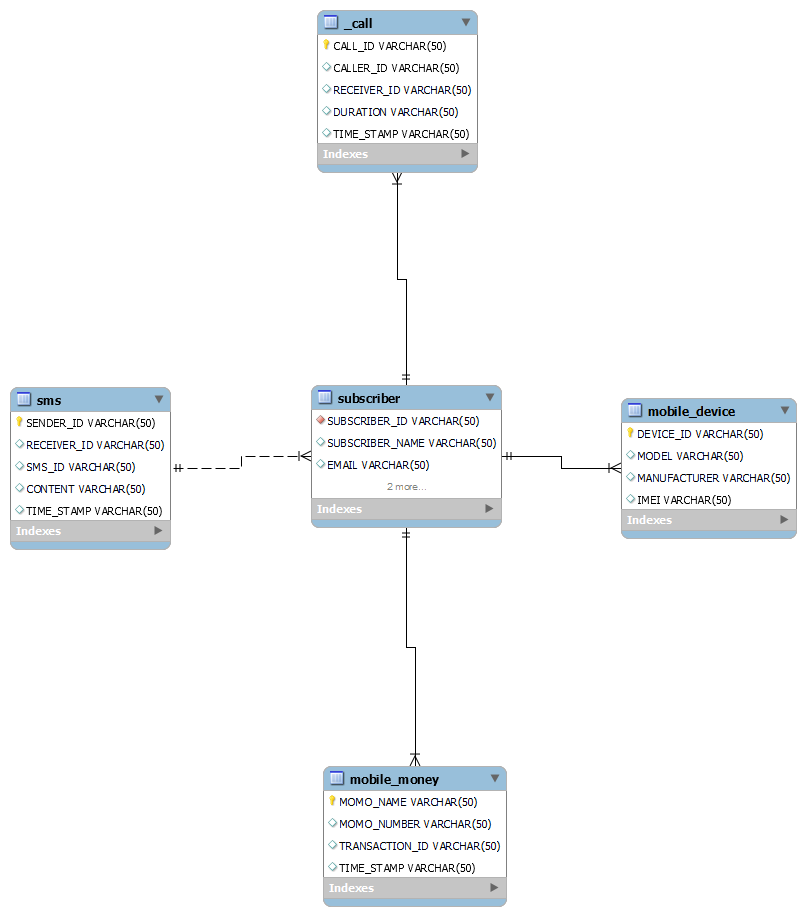 _call
CALL_ID VARCHAR(50)
CALLER_ID VARCHAR(50)
RECEIVER_ID VARCHAR(50)
DURATION VARCHAR(50)
TIME_STAMP VARCHAR(50)
Indexes
sms
SENDER_ID VARCHAR(50)
RECEIVER_ID VARCHAR(50)
SMS_ID VARCHAR(50)
CONTENT VARCHAR(50)
TIME_STAMP VARCHAR(50)
Indexes
subscriber
SUBSCRIBER_ID VARCHAR(50)
SUBSCRIBER_NAME VARCHAR(50)
EMAIL VARCHAR(50)
2 more...
Indexes
mobile_device
DEVICE_ID VARCHAR(50)
MODEL VARCHAR(50)
MANUFACTURER VARCHAR(50)
IMEI VARCHAR(50)
Indexes
mobile_money
MOMO_NAME VARCHAR(50)
MOMO_NUMBER VARCHAR(50)
TRANSACTION_ID VARCHAR(50)
TIME_STAMP VARCHAR(50)
Indexes